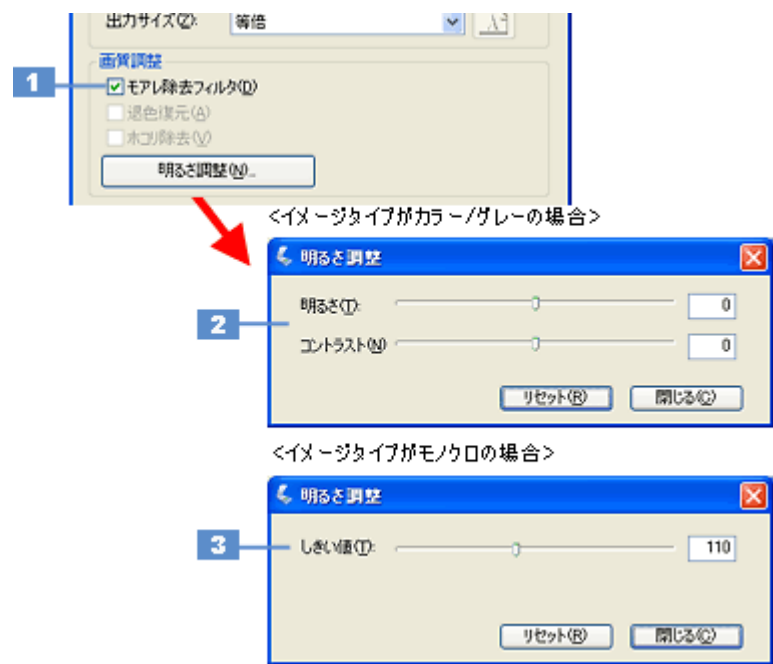 出力サイズ(Z): 等倍
画質調整
1 モアレ除去フィルタ(D)
退色復元(A)
ホコリ除去(V)
明るさ調整(N)...
<イメージタイプがカラー/グレーの場合>
明るさ調整
明るさ(T): 0
2
コントラスト(N) 0
リセット(R) 閉じる(C)
<イメージタイプがモノクロの場合>
明るさ調整
3 しきい値(T): 110
リセット(R) 閉じる(C)